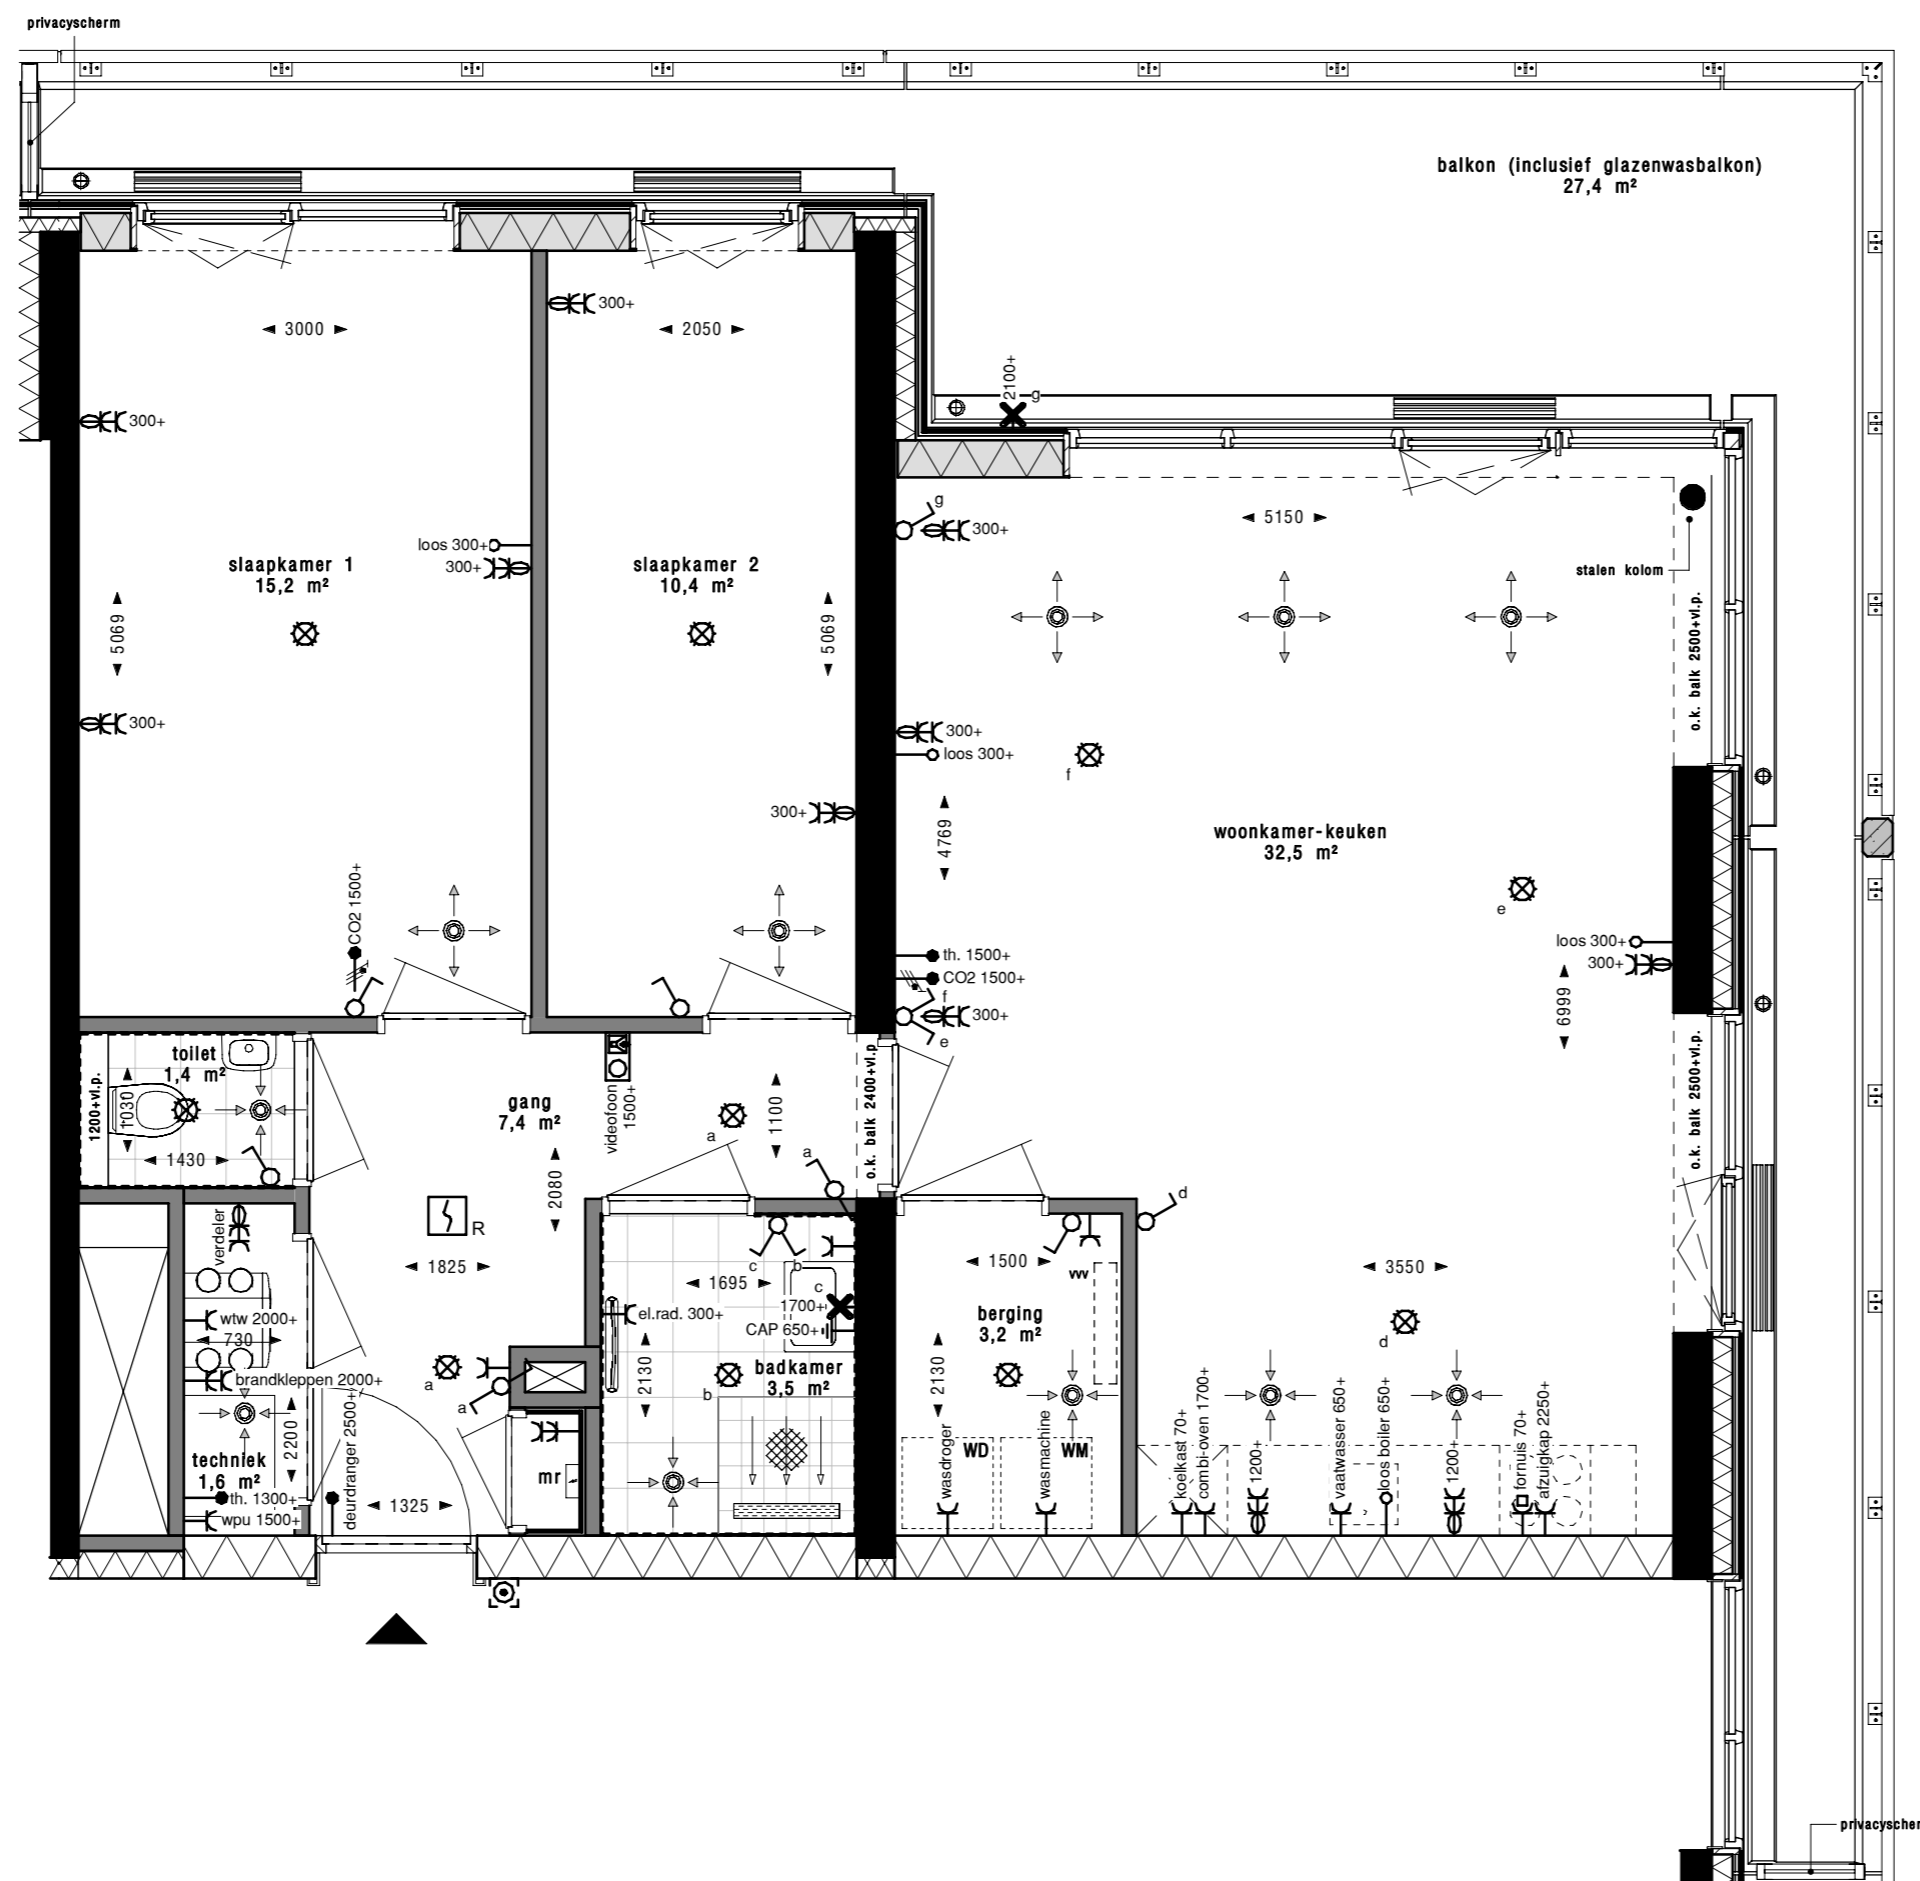 privacyscherm
balkon (inclusief glazenwasbalkon)
27,4 m²
3000
300+
2050
2100+
g
300+
g
300+
5150
loos 300+
300+
slaapkamer 1
15,2 m²
slaapkamer 2
10,4 m²
stalen kolom
5069
5069
o.k. balk 2500+vl.p.
300+
300+
loos 300+
f
300+
4769
woonkamer-keuken
32,5 m²
CO2 1500+
e
loos 300+
300+
th. 1500+
CO2 1500+
f
300+
e
6999
toilet
1,4 m²
1200+vl.p.
1030
1430
gang
7,4 m²
videofoon
1500+
a
1100
a
o.k. balk 2400+vl.p
o.k. balk 2500+vl.p.
2080
d
verdeler
R
1825
c
b
1695
c
1700+
CAP 650+
el.rad. 300+
1500
vvv
3550
wtw 2000+
730
berging
3,2 m²
d
brandkleppen 2000+
a
a
2130
badkamer
3,5 m²
b
2130
deurdranger 2500+
2200
techniek
1,6 m²
th. 1300+
wpu 1500+
1325
mr
wasdroger
WD
wasmachine
WM
koelkast 70+
combi-oven 1700+
1200+
vaatwasser 650+
loos boiler 650+
1200+
fornuis 70+
afzuigkap 2250+
privacyscher